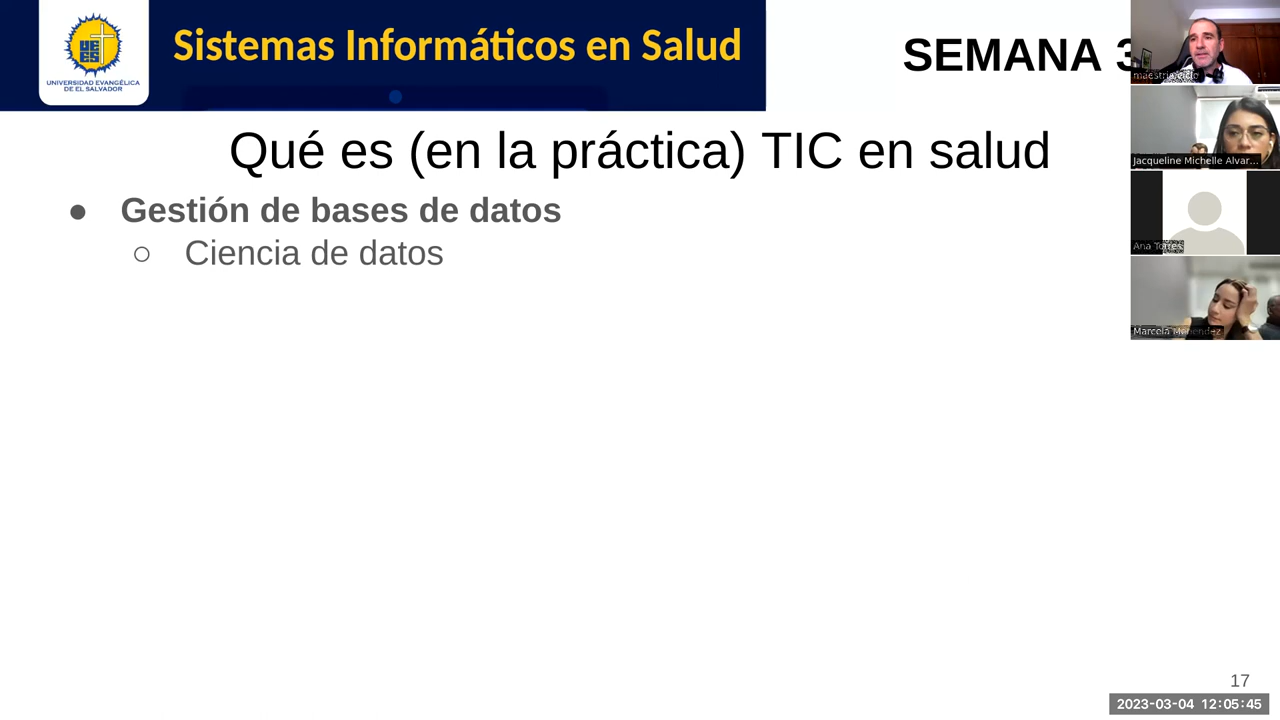 UNIVERSIDAD EVANGÉLICA
DE EL SALVADOR
Sistemas Informáticos en Salud
SEMANA 3
Qué es (en la práctica) TIC en salud
● Gestión de bases de datos
○ Ciencia de datos
Jacqueline Michelle Alvar...
Ana Torres
Marcela Menendez
17
2023-03-04 12:05:45